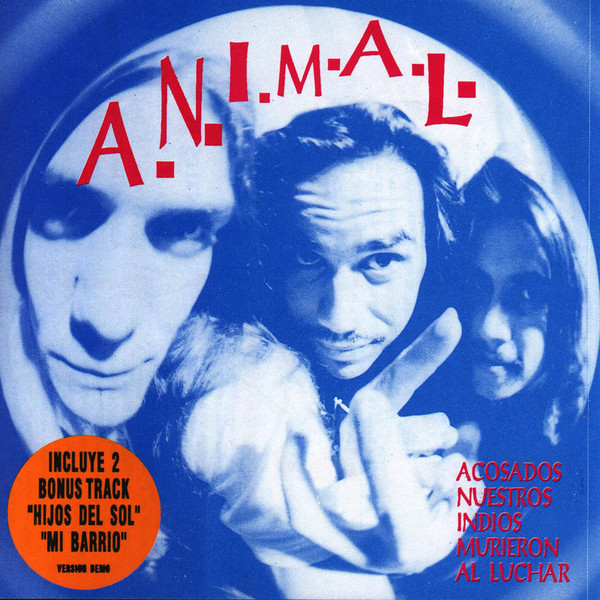 A.N.I.M.A.L.
INCLUYE 2
BONUS TRACK
"HIJOS DEL SOL"
"MI BARRIO"
VERSION DEMO
ACOSADOS
NUESTROS
INDIOS
MURIERON
AL LUCHAR